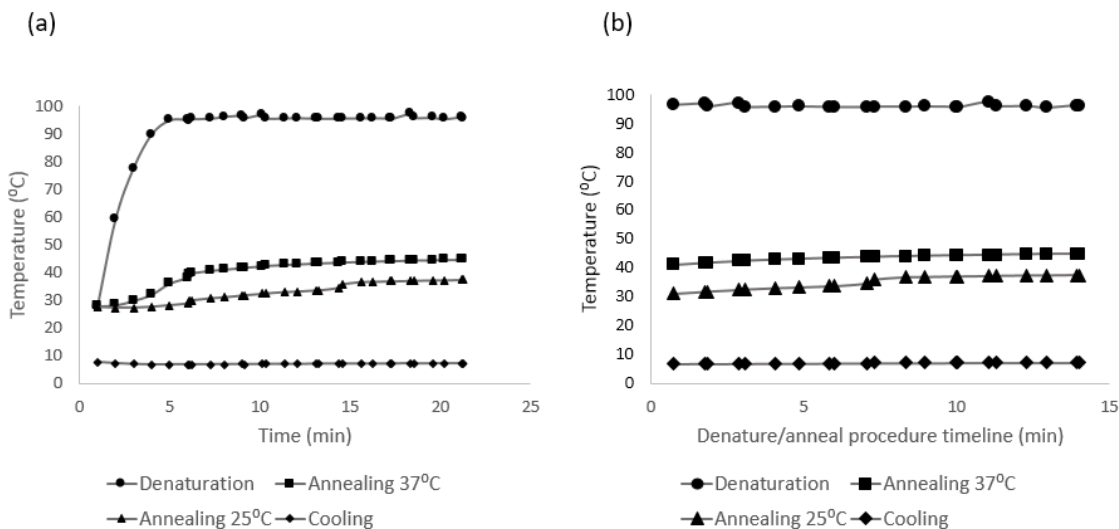 (a)
100
90
80
70
60
50
40
30
20
10
0
Temperature (⁰C)
0 5 10 15 20 25
Time (min)
Denaturation Annealing 37⁰C
Annealing 25⁰C Cooling
(b)
100
90
80
70
60
50
40
30
20
10
0
Temperature (⁰C)
0 5 10 15
Denature/anneal procedure timeline (min)
Denaturation Annealing 37⁰C
Annealing 25⁰C Cooling